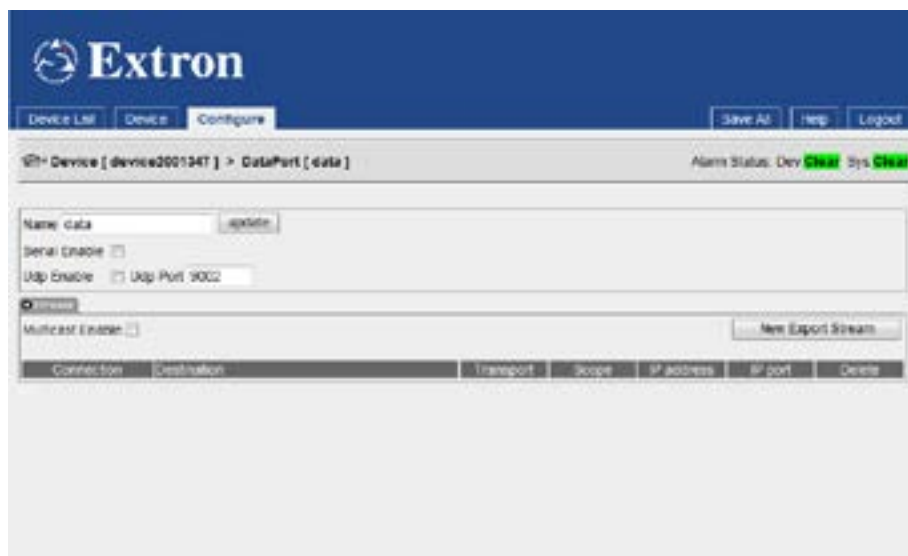 Extron
Device List Device Configure Save All Help Logout
Device [ device2001347 ] > DataPort [ data ] Alarm Status: Dev Clear Sys Clear
Name data update
Serial Enable
Udp Enable Udp Port 9002
Multicast Enable New Export Stream
Connection Destination Transport Scope IP address IP port Delete